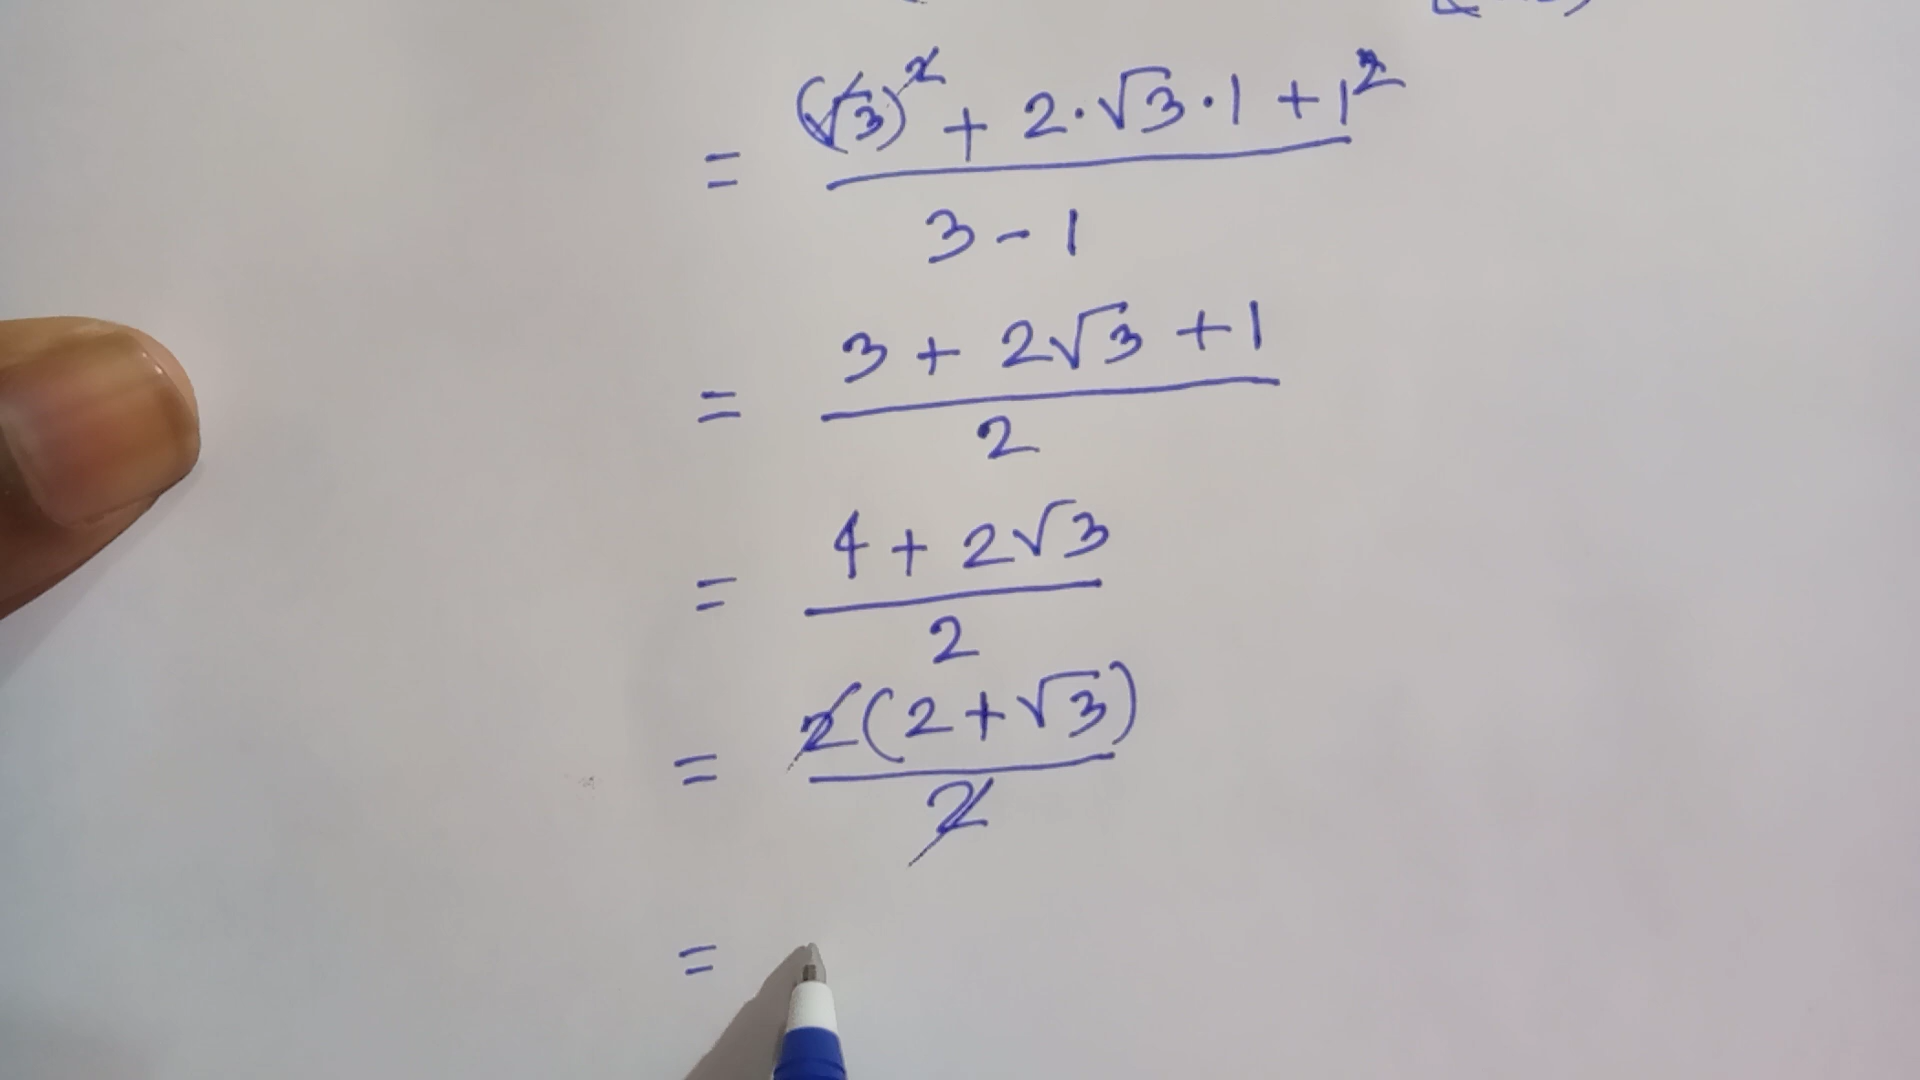 = (√3)² + 2·√3·1 + 1²
3 - 1
= 3 + 2√3 + 1
2
= 4 + 2√3
2
= 2(2+√3)
2
=